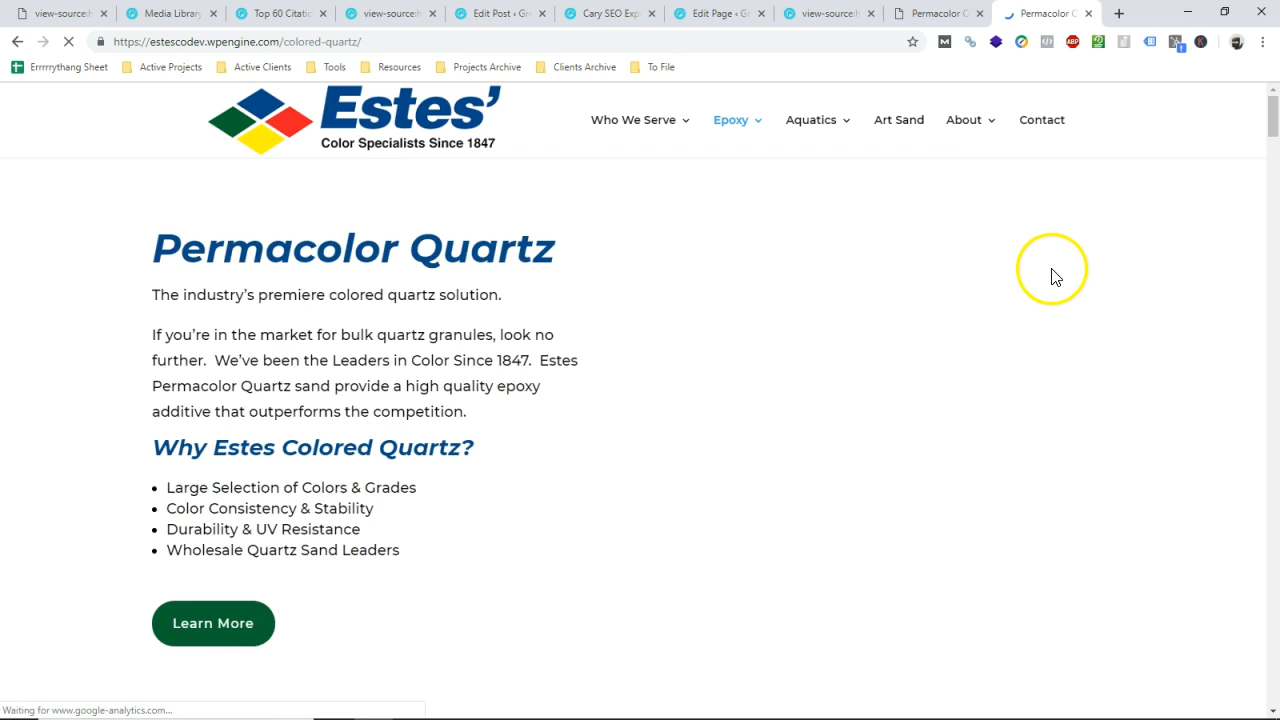 view-source:h
Media Library
Top 60 Citatio
view-source:h
Edit Post ‹ Gr
Cary SEO Exp
Edit Page ‹ G
view-source:h
Permacolor C
Permacolor C
https://estescodev.wpengine.com/colored-quartz/
Errrrrythang Sheet
Active Projects
Active Clients
Tools
Resources
Projects Archive
Clients Archive
To File
Estes’
Color Specialists Since 1847
Who We Serve
Epoxy
Aquatics
Art Sand
About
Contact
Permacolor Quartz
The industry’s premiere colored quartz solution.
If you’re in the market for bulk quartz granules, look no
further.  We’ve been the Leaders in Color Since 1847.  Estes
Permacolor Quartz sand provide a high quality epoxy
additive that outperforms the competition.
Why Estes Colored Quartz?
Large Selection of Colors & Grades
Color Consistency & Stability
Durability & UV Resistance
Wholesale Quartz Sand Leaders
Learn More
Waiting for www.google-analytics.com...